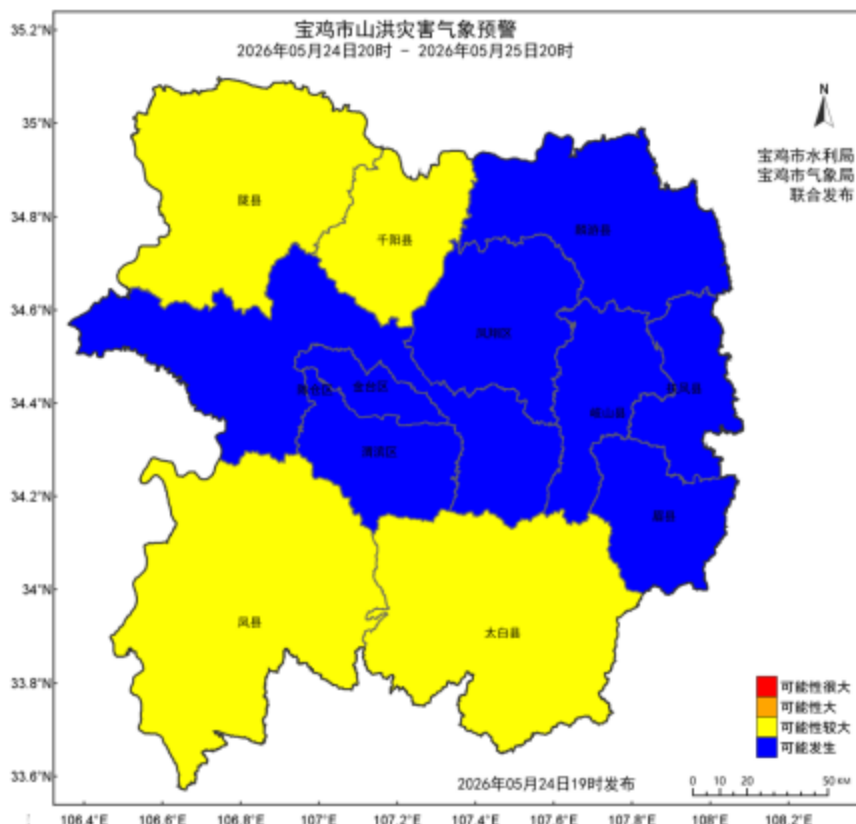 宝鸡市山洪灾害气象预警
2026年05月24日20时 - 2026年05月25日20时
35.2°N
N
35°N
宝鸡市水利局
宝鸡市气象局
联合发布
34.8°N
陇县
千阳县
麟游县
34.6°N
凤翔区
34.4°N
陈仓区
金台区
扶风县
岐山县
渭滨区
34.2°N
眉县
34°N
凤县
太白县
33.8°N
可能性很大
可能性大
可能性较大
可能发生
33.6°N
2026年05月24日19时发布
0 10 20 50 KM
106.4°E 106.6°E 106.8°E 107°E 107.2°E 107.4°E 107.6°E 107.8°E 108°E 108.2°E